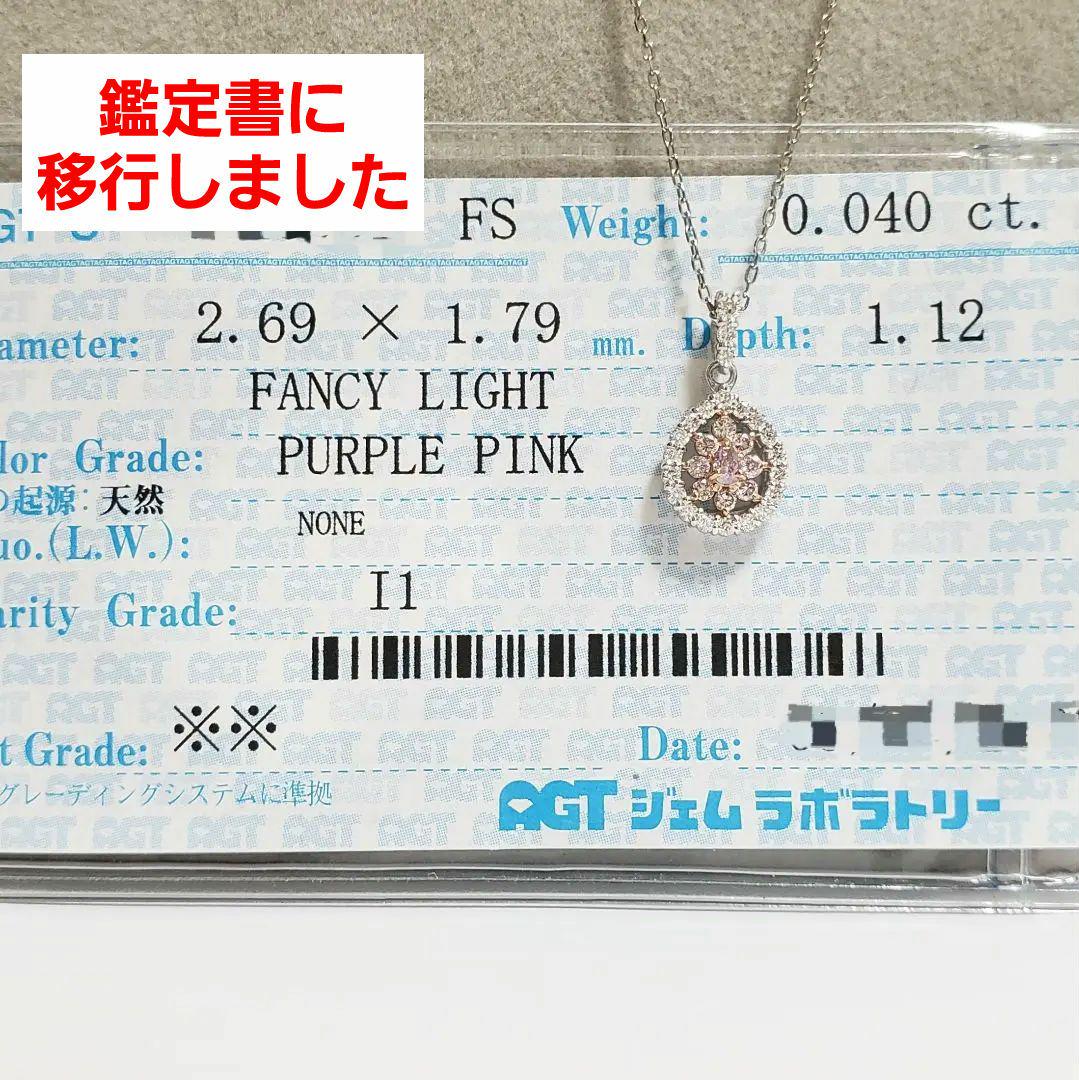 鑑定書に
移行しました
FS Weight: 0.040 ct.
ameter: 2.69 × 1.79 mm. Depth: 1.12
FANCY LIGHT
lor Grade: PURPLE PINK
の起源:天然
uo.(L.W.): NONE
arity Grade: I1
t Grade: ※※ Date:
グレーディングシステムに準拠
AGT ジェムラボラトリー